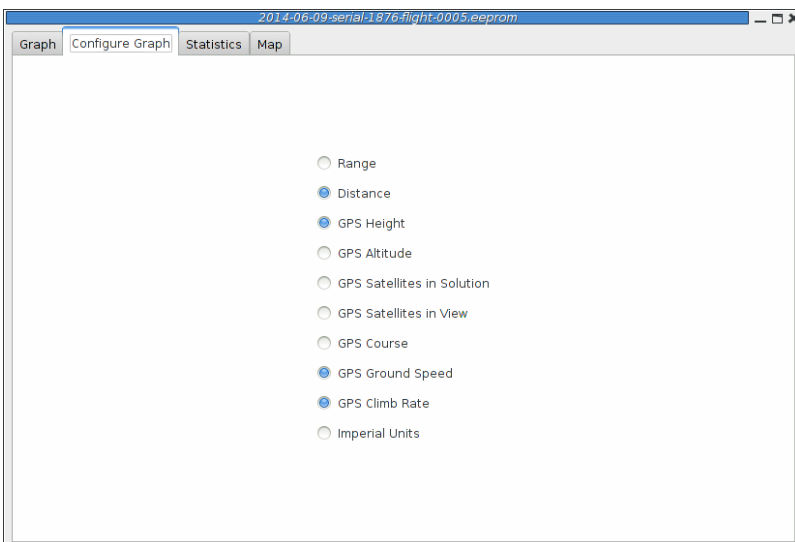 2014-06-09-serial-1876-flight-0005.eeprom
Graph Configure Graph Statistics Map
Range
Distance
GPS Height
GPS Altitude
GPS Satellites in Solution
GPS Satellites in View
GPS Course
GPS Ground Speed
GPS Climb Rate
Imperial Units